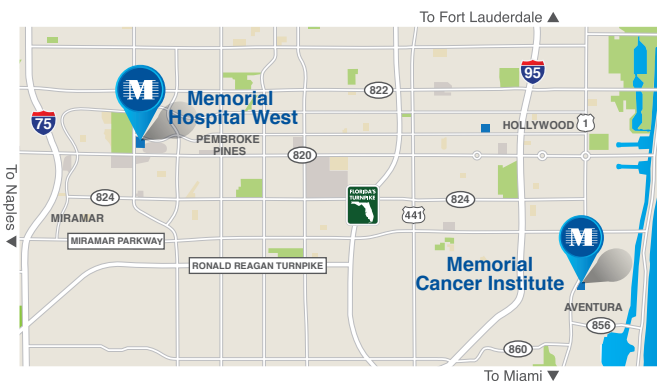 To Fort Lauderdale ▲
95
822
M
Memorial
Hospital West
75
HOLLYWOOD
1
PEMBROKE
PINES
820
To Naples ▼
824
FLORIDA'S
TURNPIKE
441
824
MIRAMAR
M
MIRAMAR PARKWAY
RONALD REAGAN TURNPIKE
Memorial
Cancer Institute
AVENTURA
856
860
To Miami ▼